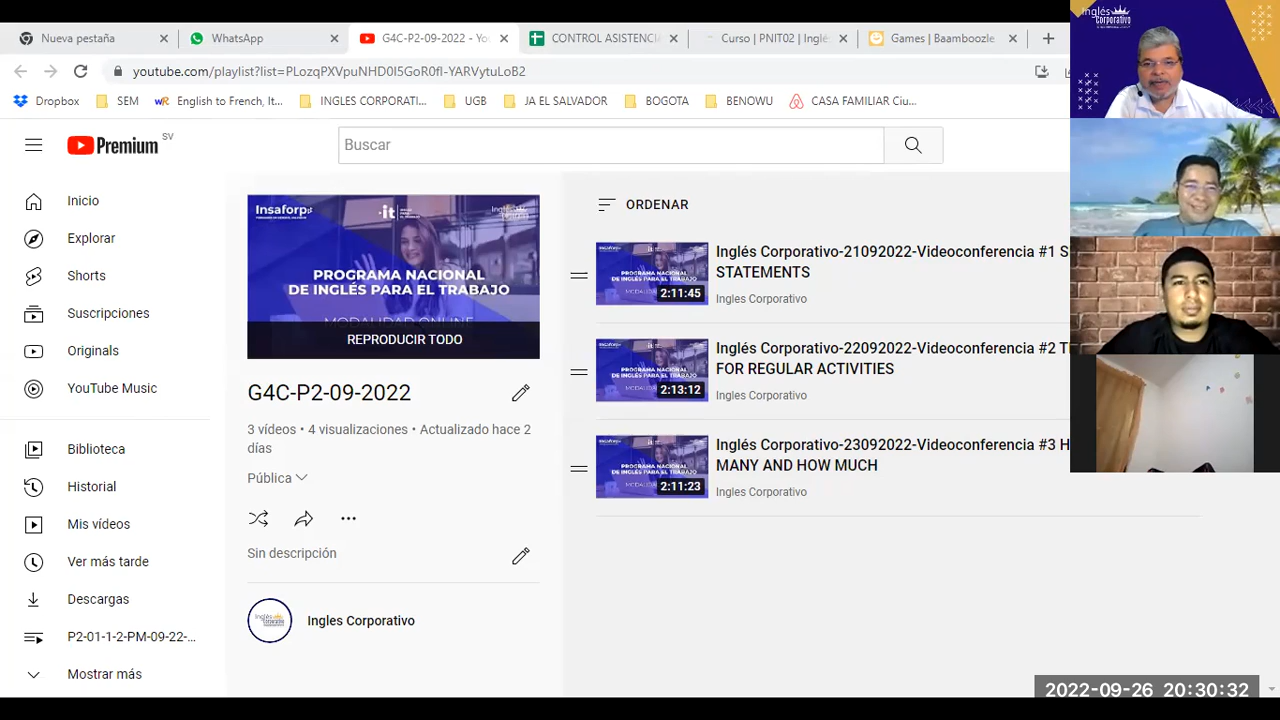 Nueva pestaña
WhatsApp
G4C-P2-09-2022 - Yo
CONTROL ASISTENCI
Curso | PNIT02 | Inglé
Games | Baamboozle
youtube.com/playlist?list=PLozqPXVpuNHD0I5GoR0fI-YAbVytuLoB2
Dropbox
SEM
English to French, It...
INGLES CORPORATI...
UGB
JA EL SALVADOR
BOGOTA
BENOWU
CASA FAMILIAR Ciu...
Inglés
Corporativo
Premium SV
Buscar
Inicio
Explorar
Shorts
Suscripciones
Originals
YouTube Music
Biblioteca
Historial
Mis vídeos
Ver más tarde
Descargas
P2-01-1-2-PM-09-22-...
Mostrar más
Insaforp
PROGRAMA NACIONAL
DE INGLÉS PARA EL TRABAJO
MODALIDAD ONLINE
REPRODUCIR TODO
G4C-P2-09-2022
3 vídeos • 4 visualizaciones • Actualizado hace 2
días
Pública
Sin descripción
Ingles Corporativo
ORDENAR
2:11:45
Inglés Corporativo-21092022-Videoconferencia #1 S
STATEMENTS
Ingles Corporativo
2:13:12
Inglés Corporativo-22092022-Videoconferencia #2 T
FOR REGULAR ACTIVITIES
Ingles Corporativo
2:11:23
Inglés Corporativo-23092022-Videoconferencia #3 H
MANY AND HOW MUCH
Ingles Corporativo
2022-09-26 20:30:32